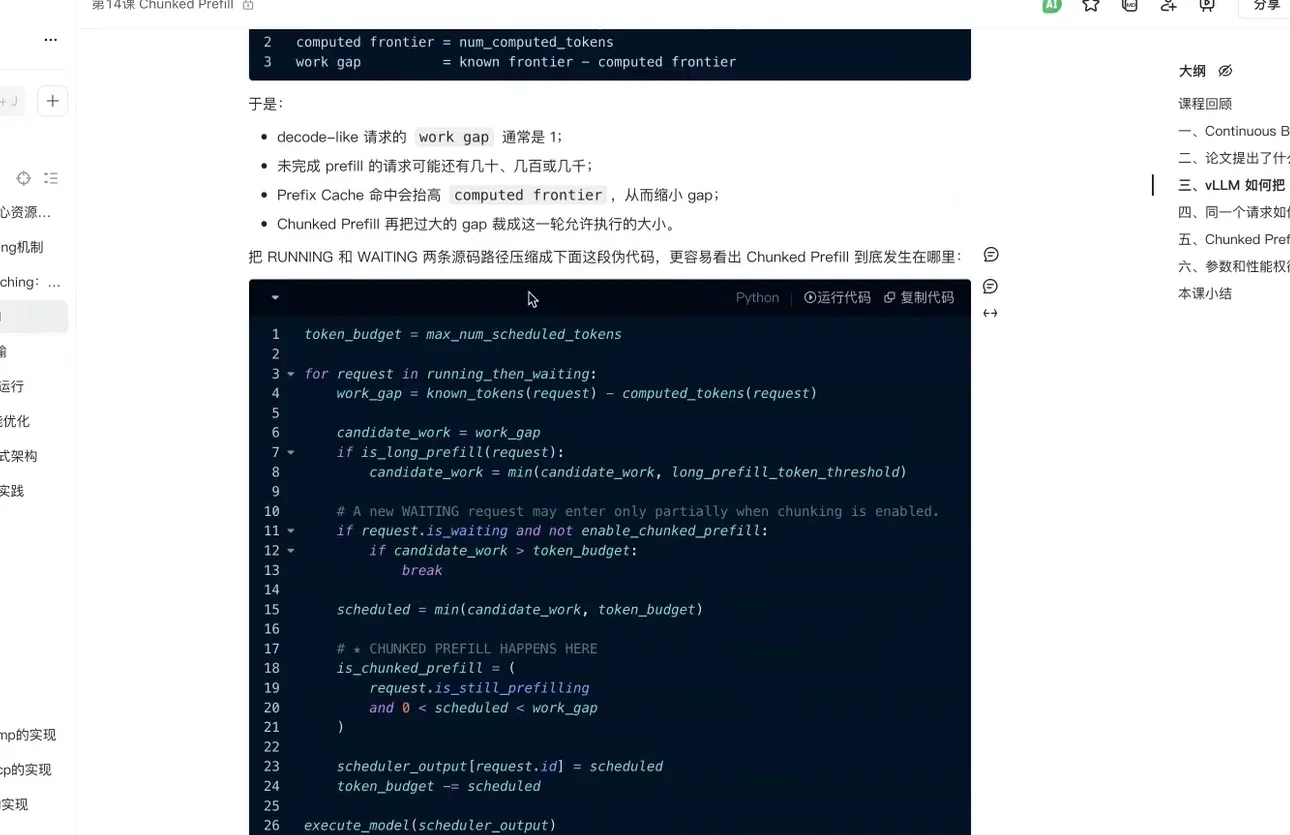 第14课 Chunked Prefill
AI
分享
...
+ J
心资源...
ing机制
ching: ...
运行
能优化
式架构
实践
mp的实现
cp的实现
实现
2 computed frontier = num_computed_tokens
3 work gap = known frontier - computed frontier
于是:
decode-like 请求的 work gap 通常是 1;
未完成 prefill 的请求可能还有几十、几百或几千;
Prefix Cache 命中会抬高 computed frontier, 从而缩小 gap;
Chunked Prefill 再把过大的 gap 裁成这一轮允许执行的大小。
把 RUNNING 和 WAITING 两条源码路径压缩成下面这段伪代码，更容易看出 Chunked Prefill 到底发生在哪里:
Python 运行代码 复制代码
1 token_budget = max_num_scheduled_tokens
2
3 for request in running_then_waiting:
4 work_gap = known_tokens(request) - computed_tokens(request)
5
6 candidate_work = work_gap
7 if is_long_prefill(request):
8 candidate_work = min(candidate_work, long_prefill_token_threshold)
9
10 # A new WAITING request may enter only partially when chunking is enabled.
11 if request.is_waiting and not enable_chunked_prefill:
12 if candidate_work > token_budget:
13 break
14
15 scheduled = min(candidate_work, token_budget)
16
17 # ★ CHUNKED PREFILL HAPPENS HERE
18 is_chunked_prefill = (
19 request.is_still_prefilling
20 and 0 < scheduled < work_gap
21 )
22
23 scheduler_output[request.id] = scheduled
24 token_budget -= scheduled
25
26 execute_model(scheduler_output)
大纲
课程回顾
一、Continuous B
二、论文提出了什
三、vLLM 如何把
四、同一个请求如
五、Chunked Pref
六、参数和性能权
本课小结